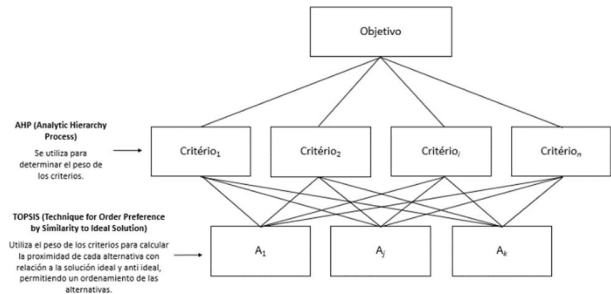 Objetivo
AHP (Analytic Hierarchy
Process)
Se utiliza para
determinar el peso de
los criterios.
Critério1
Critério2
Critérioi
Critérion
TOPSIS (Technique for Order Preference
by Similarity to Ideal Solution)
Utiliza el peso de los criterios para calcular
la proximidad de cada alternativa con
relación a la solución ideal y anti ideal,
permitiendo un ordenamiento de las
alternativas.
A1
Aj
Ak